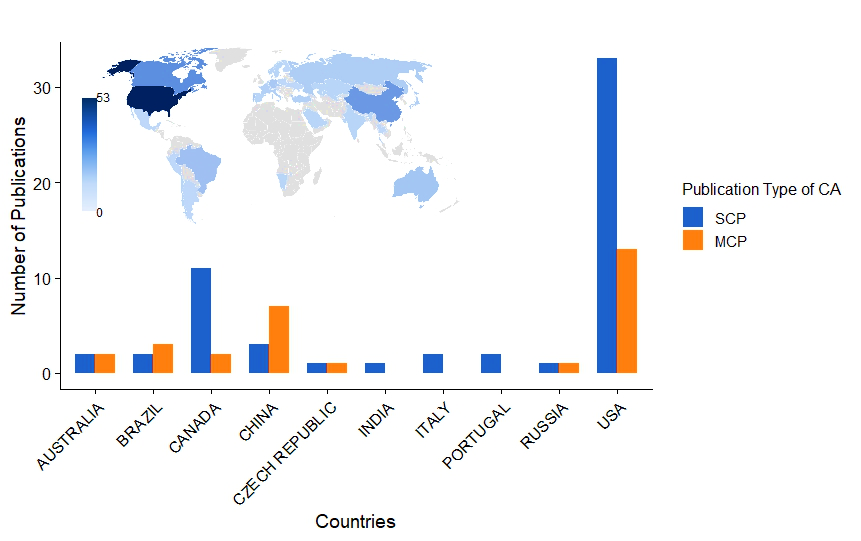 Number of Publications
30
20
10
0
53
0
AUSTRALIA
BRAZIL
CANADA
CHINA
CZECH REPUBLIC
INDIA
ITALY
PORTUGAL
RUSSIA
USA
Countries
Publication Type of CA
SCP
MCP